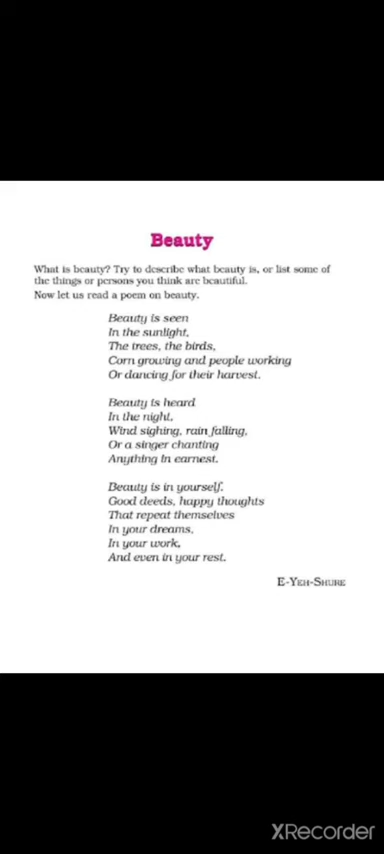 Beauty
What is beauty? Try to describe what beauty is, or list some of
the things or persons you think are beautiful.
Now let us read a poem on beauty.
Beauty is seen
In the sunlight,
The trees, the birds,
Corn growing and people working
Or dancing for their harvest.
Beauty is heard
In the night,
Wind sighing, rain falling,
Or a singer chanting
Anything in earnest.
Beauty is in yourself.
Good deeds, happy thoughts
That repeat themselves
In your dreams,
In your work,
And even in your rest.
E-YEH-SHURE
XRecorder